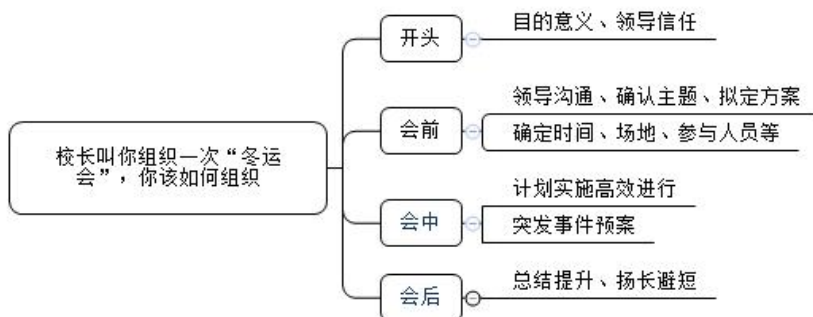 校长叫你组织一次“冬运
会”，你该如何组织
开头
目的意义、领导信任
会前
领导沟通、确认主题、拟定方案
确定时间、场地、参与人员等
会中
计划实施高效进行
突发事件预案
会后
总结提升、扬长避短